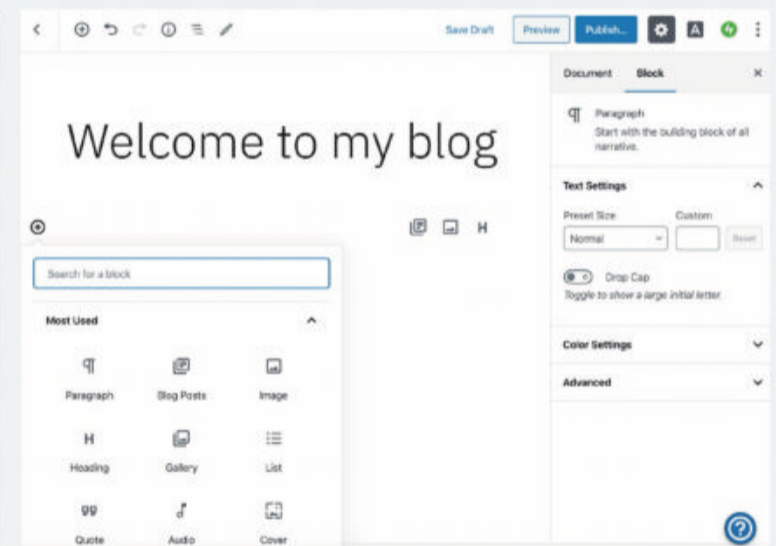 Save Draft Preview Publish...
Welcome to my blog
Search for a block
Most Used
Paragraph Blog Posts Image
Heading Gallery List
Quote Audio Cover
Document Block
Paragraph
Start with the building block of all
narrative.
Text Settings
Preset Size Custom
Normal Reset
Drop Cap
Toggle to show a large initial letter.
Color Settings
Advanced